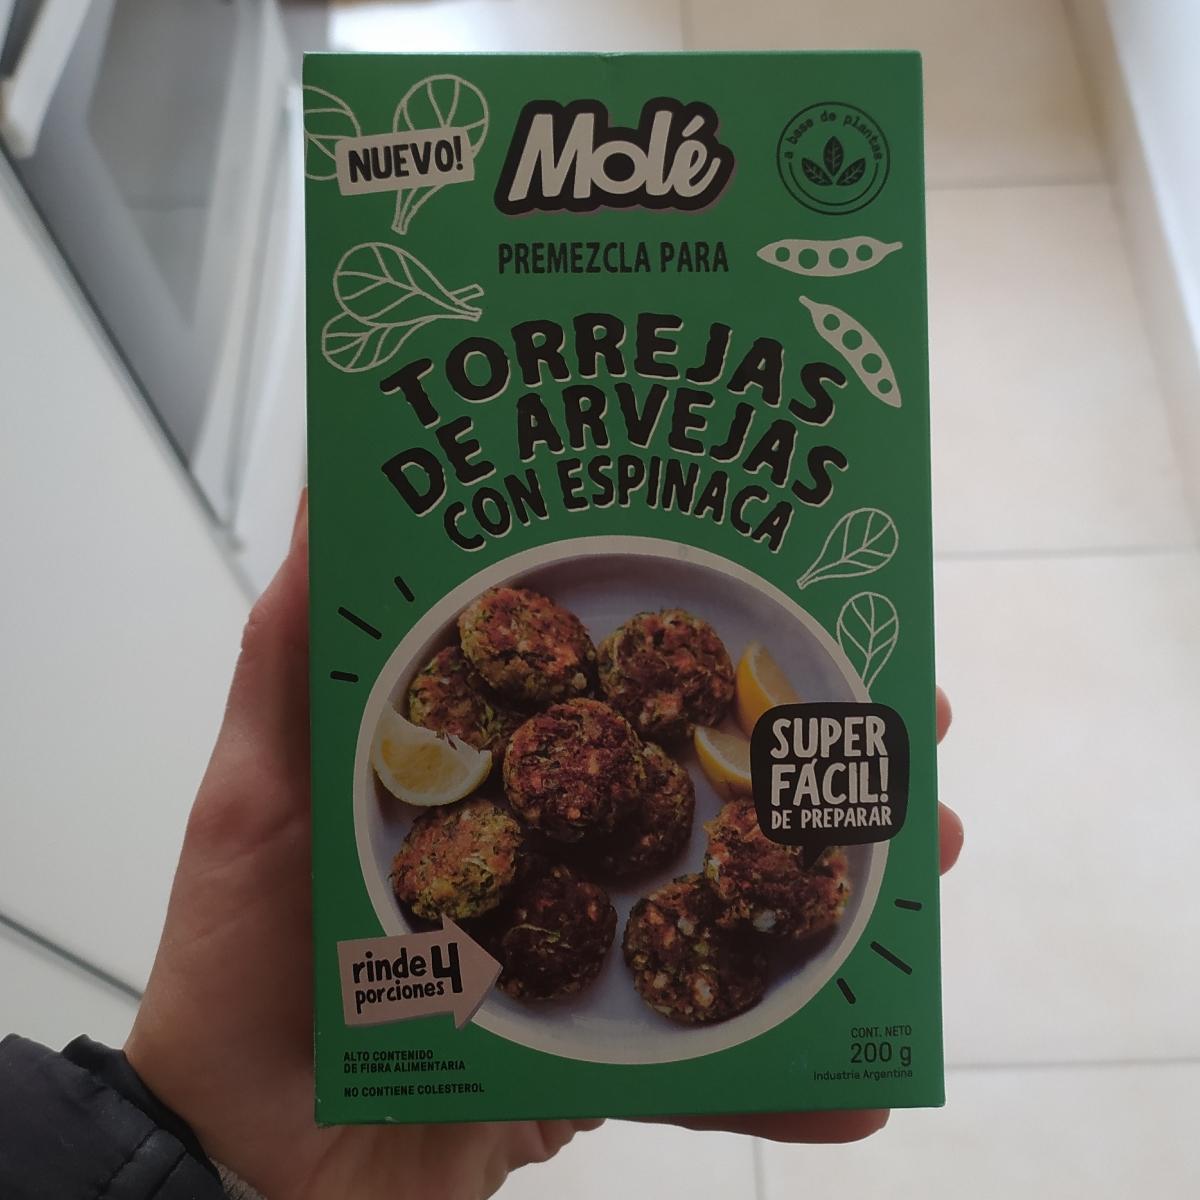 NUEVO!
Molé
a base de plantas
PREMEZCLA PARA
TORREJAS
DE ARVEJAS
CON ESPINACA
SUPER
FÁCIL!
DE PREPARAR
rinde 4
porciones
ALTO CONTENIDO
DE FIBRA ALIMENTARIA
NO CONTIENE COLESTEROL
CONT. NETO
200 g
Industria Argentina